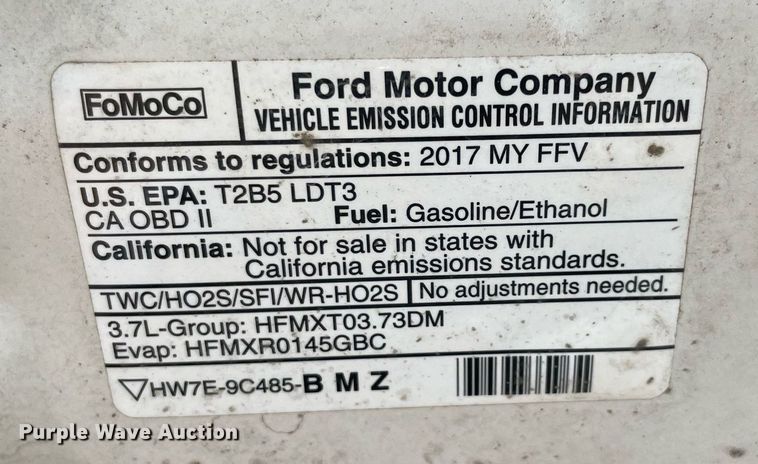 FoMoCo
Ford Motor Company
VEHICLE EMISSION CONTROL INFORMATION
Conforms to regulations: 2017 MY FFV
U.S. EPA: T2B5 LDT3
CA OBD II Fuel: Gasoline/Ethanol
California: Not for sale in states with
California emissions standards.
TWC/HO2S/SFI/WR-HO2S No adjustments needed.
3.7L-Group: HFMXT03.73DM
Evap: HFMXR0145GBC
HW7E-9C485-B M Z
Purple Wave Auction